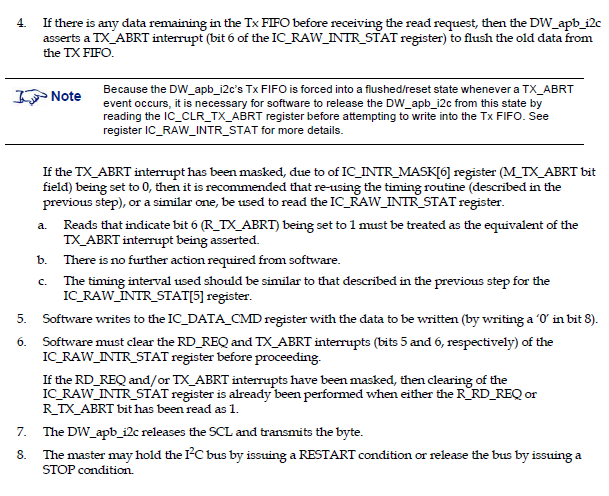 4. If there is any data remaining in the Tx FIFO before receiving the read request, then the DW_apb_i2c
asserts a TX_ABRT interrupt (bit 6 of the IC_RAW_INTR_STAT register) to flush the old data from
the TX FIFO.
Note
Because the DW_apb_i2c's Tx FIFO is forced into a flushed/reset state whenever a TX_ABRT
event occurs, it is necessary for software to release the DW_apb_i2c from this state by
reading the IC_CLR_TX_ABRT register before attempting to write into the Tx FIFO. See
register IC_RAW_INTR_STAT for more details.
If the TX_ABRT interrupt has been masked, due to of IC_INTR_MASK[6] register (M_TX_ABRT bit
field) being set to 0, then it is recommended that re-using the timing routine (described in the
previous step), or a similar one, be used to read the IC_RAW_INTR_STAT register.
a. Reads that indicate bit 6 (R_TX_ABRT) being set to 1 must be treated as the equivalent of the
TX_ABRT interrupt being asserted.
b. There is no further action required from software.
c. The timing interval used should be similar to that described in the previous step for the
IC_RAW_INTR_STAT[5] register.
5. Software writes to the IC_DATA_CMD register with the data to be written (by writing a ‘0’ in bit 8).
6. Software must clear the RD_REQ and TX_ABRT interrupts (bits 5 and 6, respectively) of the
IC_RAW_INTR_STAT register before proceeding.
If the RD_REQ and/or TX_ABRT interrupts have been masked, then clearing of the
IC_RAW_INTR_STAT register is already been performed when either the R_RD_REQ or
R_TX_ABRT bit has been read as 1.
7. The DW_apb_i2c releases the SCL and transmits the byte.
8. The master may hold the I²C bus by issuing a RESTART condition or release the bus by issuing a
STOP condition.